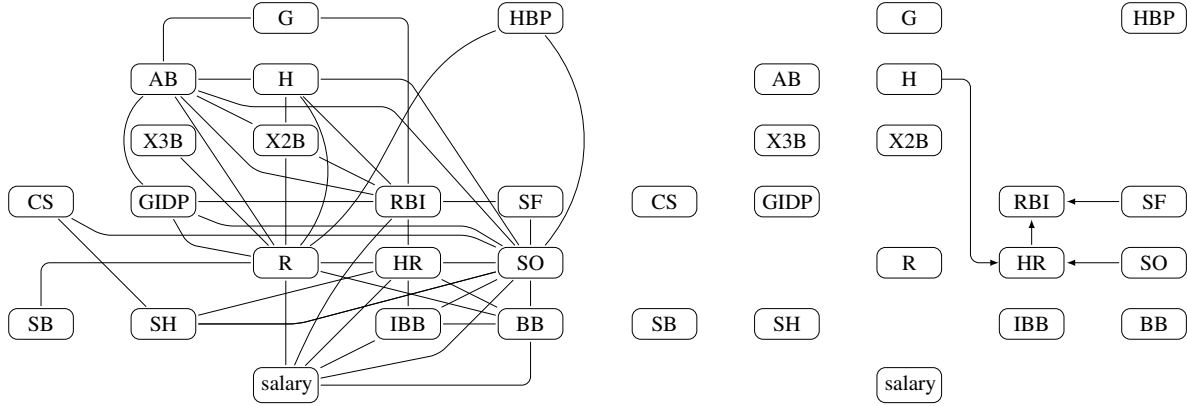 G HBP G HBP
AB H AB H
X3B X2B X3B X2B
CS GIDP RBI SF CS GIDP RBI SF
R HR SO R HR SO
SB SH IBB BB SB SH IBB BB
salary salary